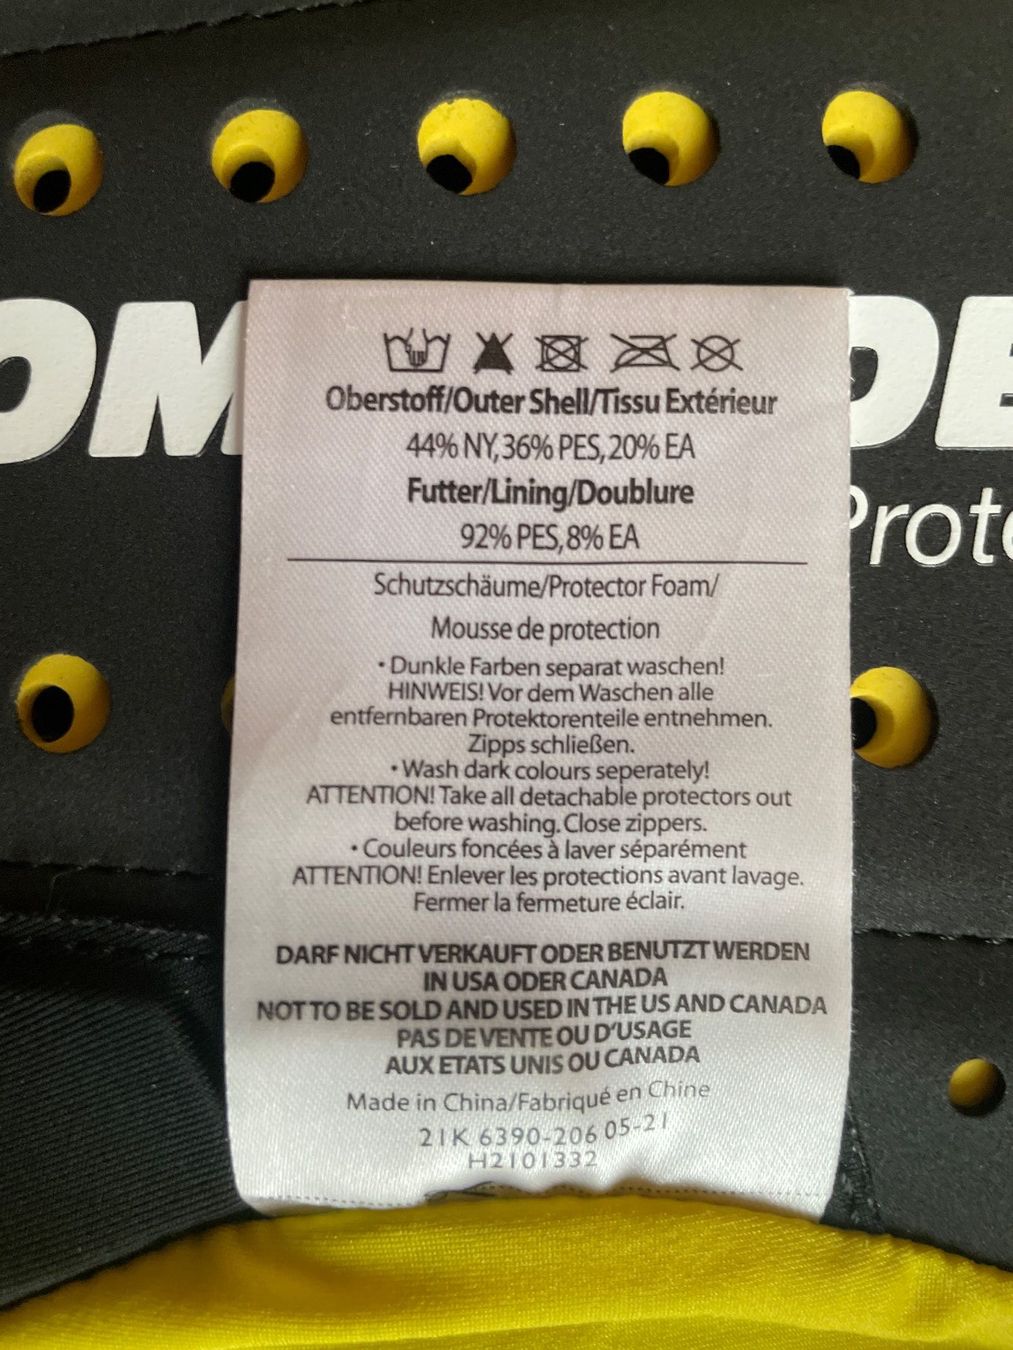 OM DE
Prote
Oberstoff/Outer Shell/Tissu Extérieur
44% NY, 36% PES, 20% EA
Futter/Lining/Doublure
92% PES, 8% EA
Schutzschäume/Protector Foam/
Mousse de protection
• Dunkle Farben separat waschen!
HINWEIS! Vor dem Waschen alle
entfernbaren Protektorenteile entnehmen.
Zipps schließen.
• Wash dark colours seperately!
ATTENTION! Take all detachable protectors out
before washing. Close zippers.
• Couleurs foncées à laver séparément
ATTENTION! Enlever les protections avant lavage.
Fermer la fermeture éclair.
DARF NICHT VERKAUFT ODER BENUTZT WERDEN
IN USA ODER CANADA
NOT TO BE SOLD AND USED IN THE US AND CANADA
PAS DE VENTE OU D'USAGE
AUX ETATS UNIS OU CANADA
Made in China/Fabriqué en Chine
21K 6390-206 05-21
H2101332